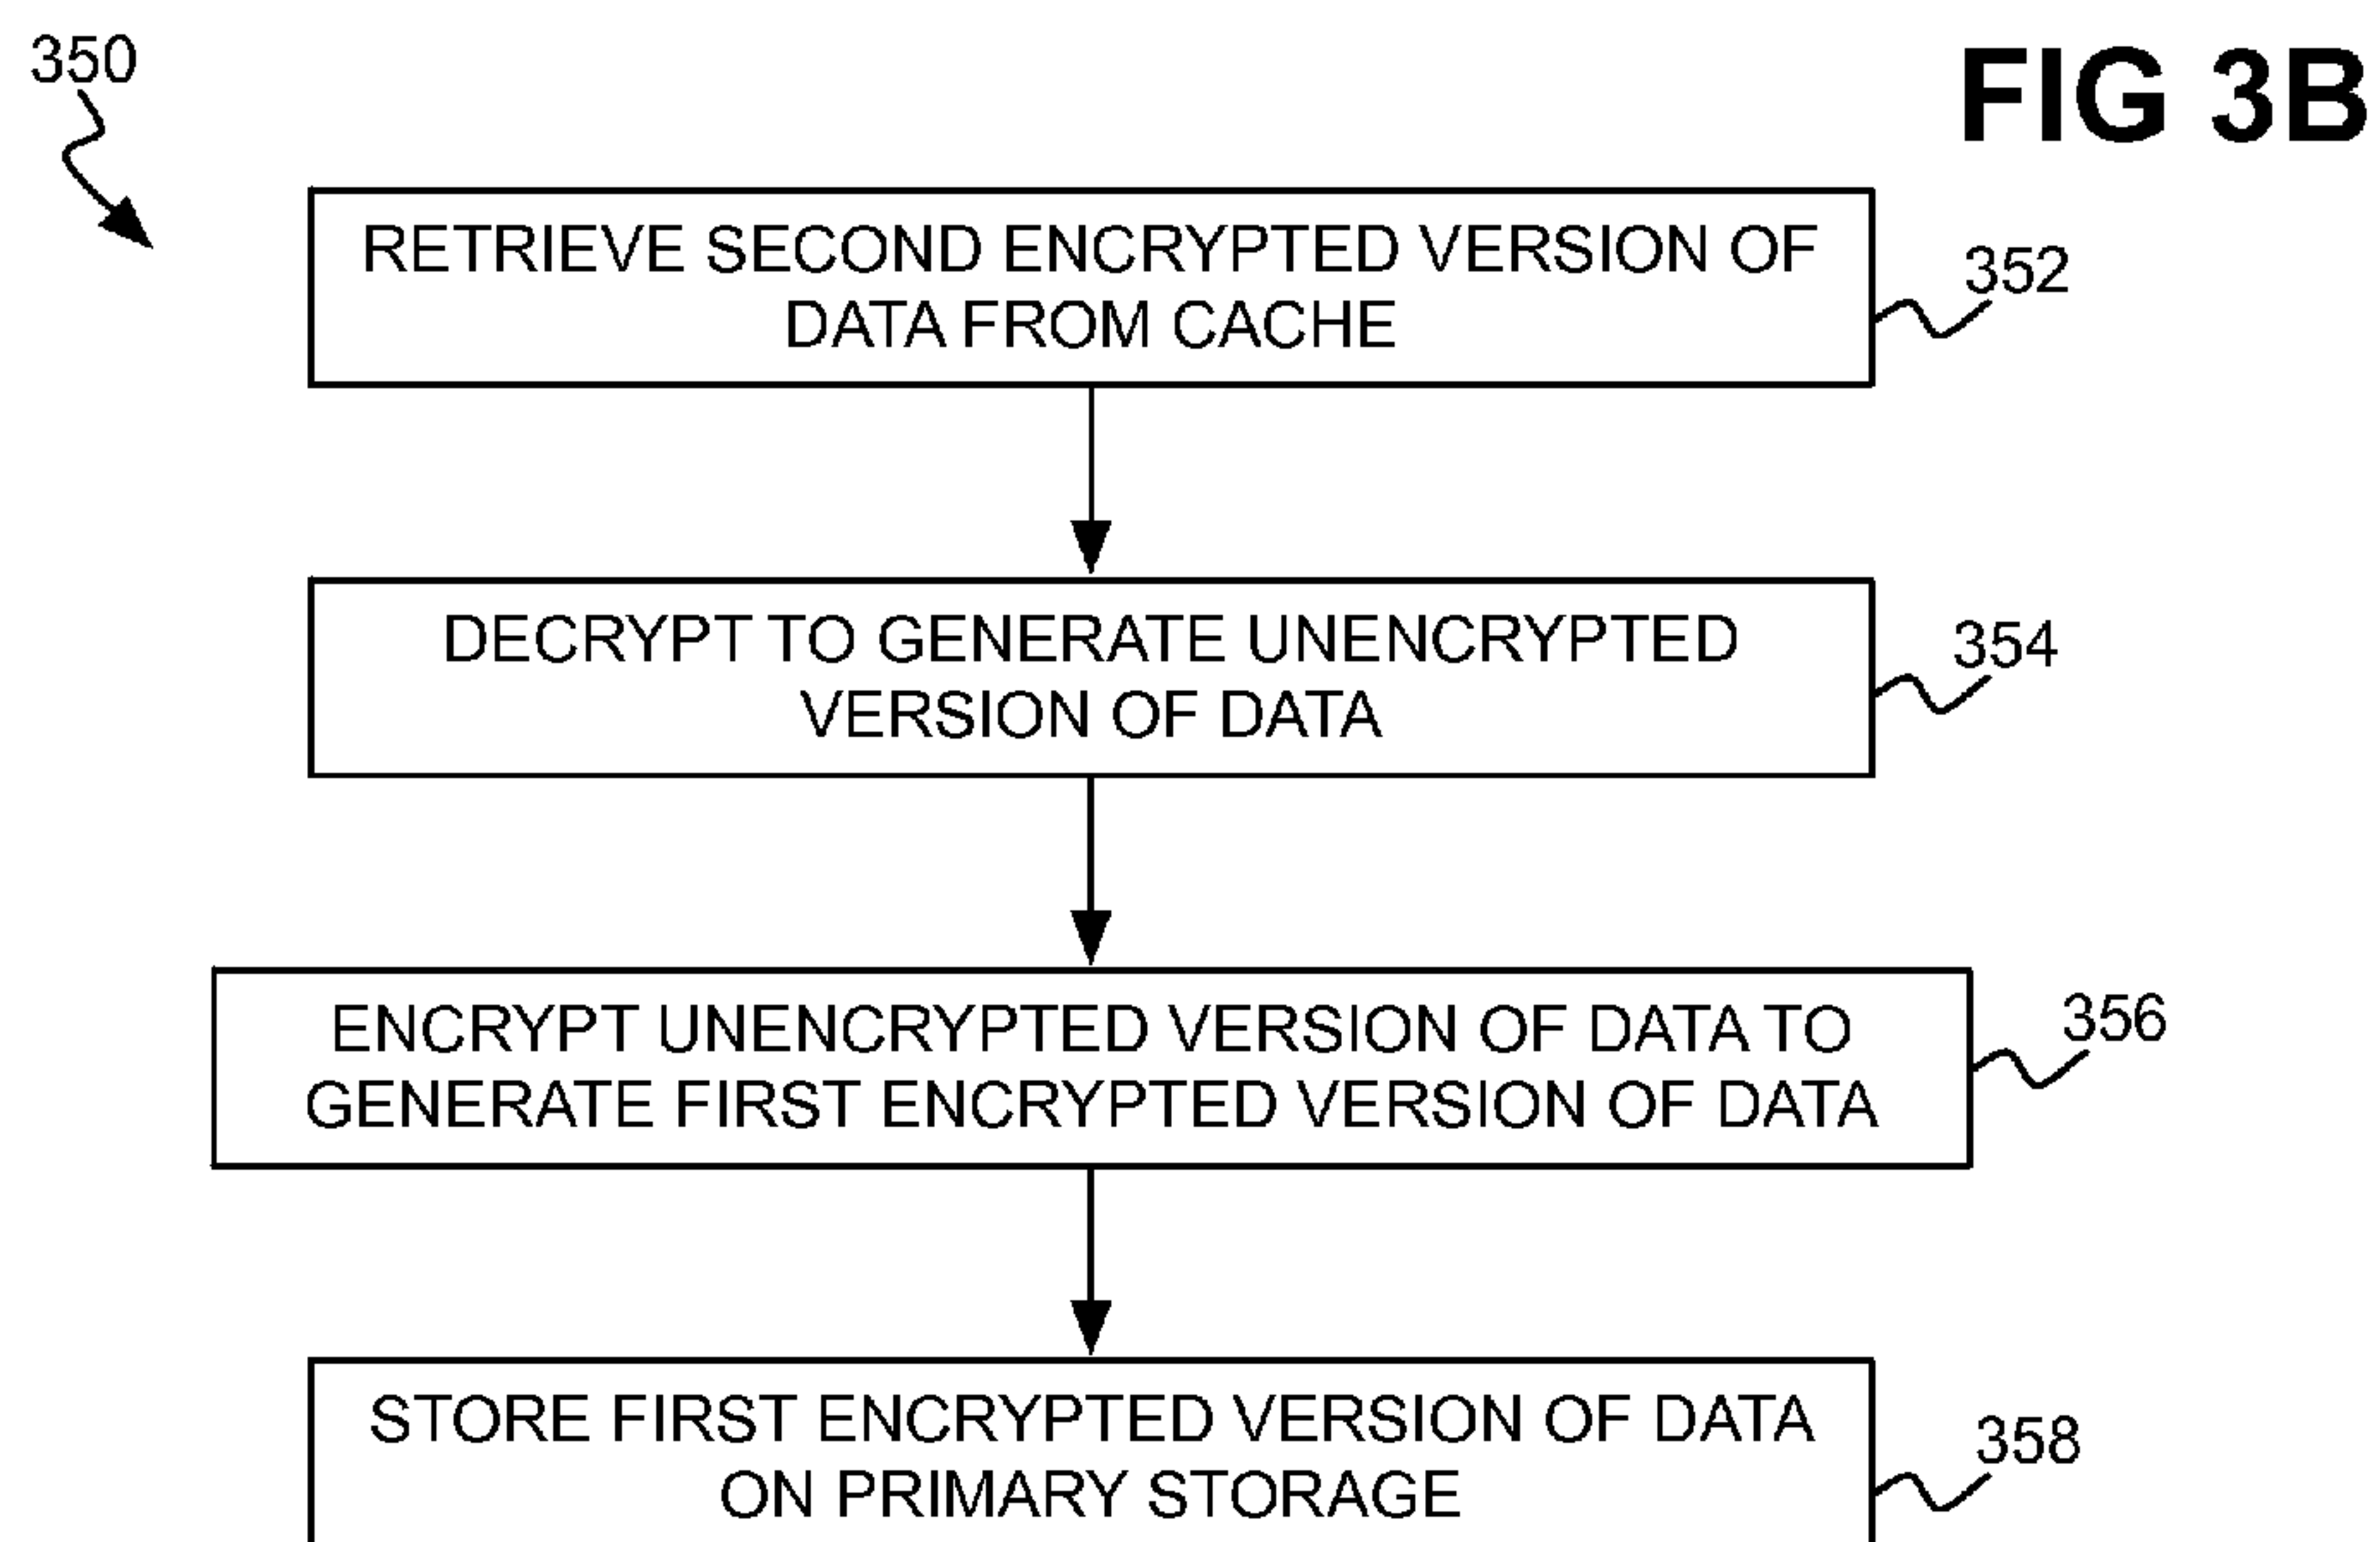 350
FIG 3B
RETRIEVE SECOND ENCRYPTED VERSION OF
DATA FROM CACHE
352
DECRYPT TO GENERATE UNENCRYPTED
VERSION OF DATA
354
ENCRYPT UNENCRYPTED VERSION OF DATA TO
GENERATE FIRST ENCRYPTED VERSION OF DATA
356
STORE FIRST ENCRYPTED VERSION OF DATA
ON PRIMARY STORAGE
358